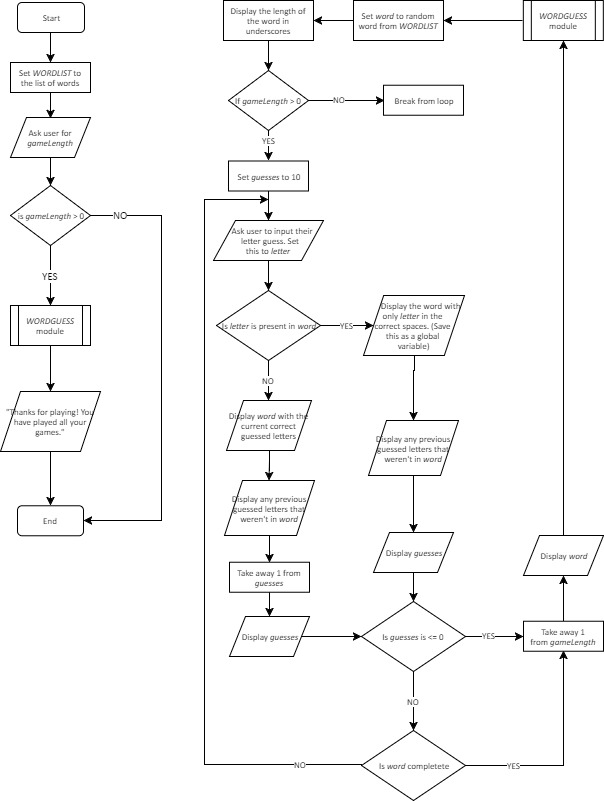 Start
Set WORDLIST to
the list of words
Ask user for
gameLength
is gameLength > 0
NO
YES
WORDGUESS
module
"Thanks for playing! You
have played all your
games."
End
WORDGUESS
module
Set word to random
word from WORDLIST
Display the length of
the word in
underscores
If gameLength > 0
NO
Break from loop
YES
Set guesses to 10
Ask user to input their
letter guess. Set
this to letter
Is letter is present in word
YES
Display the word with
only letter in the
correct spaces. (Save
this as a global
variable)
NO
Display word with the
current correct
guessed letters
Display any previous
guessed letters that
weren't in word
Display any previous
guessed letters that
weren't in word
Take away 1 from
guesses
Display guesses
Display guesses
Is guesses is <= 0
YES
Take away 1
from gameLength
Display word
NO
Is word completete
NO
YES